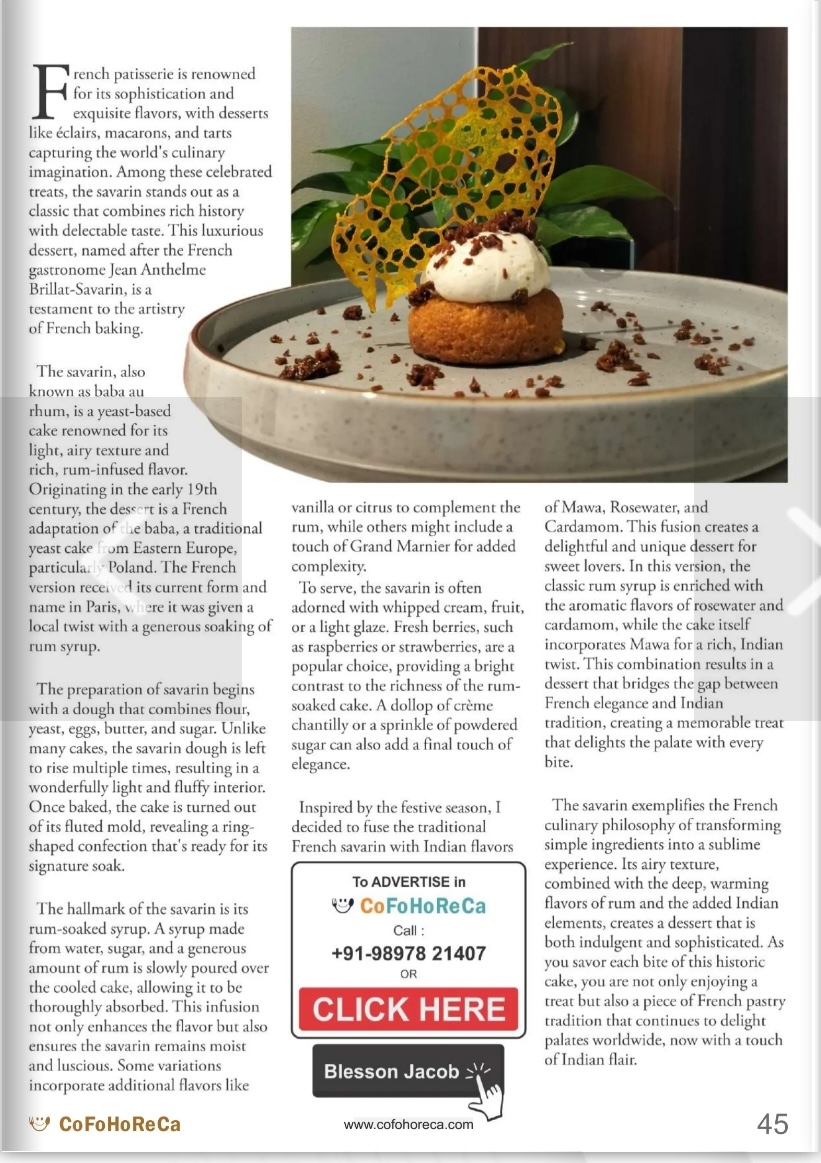 French patisserie is renowned
for its sophistication and
exquisite flavors, with desserts
like éclairs, macarons, and tarts
capturing the world's culinary
imagination. Among these celebrated
treats, the savarin stands out as a
classic that combines rich history
with delectable taste. This luxurious
dessert, named after the French
gastronome Jean Anthelme
Brillat-Savarin, is a
testament to the artistry
of French baking.
The savarin, also
known as baba au
rhum, is a yeast-based
cake renowned for its
light, airy texture and
rich, rum-infused flavor.
Originating in the early 19th
century, the dessert is a French
adaptation of the baba, a traditional
yeast cake from Eastern Europe,
particularly Poland. The French
version received its current form and
name in Paris, where it was given a
local twist with a generous soaking of
rum syrup.
The preparation of savarin begins
with a dough that combines flour,
yeast, eggs, butter, and sugar. Unlike
many cakes, the savarin dough is left
to rise multiple times, resulting in a
wonderfully light and fluffy interior.
Once baked, the cake is turned out
of its fluted mold, revealing a ring-
shaped confection that's ready for its
signature soak.
The hallmark of the savarin is its
rum-soaked syrup. A syrup made
from water, sugar, and a generous
amount of rum is slowly poured over
the cooled cake, allowing it to be
thoroughly absorbed. This infusion
not only enhances the flavor but also
ensures the savarin remains moist
and luscious. Some variations
incorporate additional flavors like
vanilla or citrus to complement the
rum, while others might include a
touch of Grand Marnier for added
complexity.
To serve, the savarin is often
adorned with whipped cream, fruit,
or a light glaze. Fresh berries, such
as raspberries or strawberries, are a
popular choice, providing a bright
contrast to the richness of the rum-
soaked cake. A dollop of crème
chantilly or a sprinkle of powdered
sugar can also add a final touch of
elegance.
Inspired by the festive season, I
decided to fuse the traditional
French savarin with Indian flavors
of Mawa, Rosewater, and
Cardamom. This fusion creates a
delightful and unique dessert for
sweet lovers. In this version, the
classic rum syrup is enriched with
the aromatic flavors of rosewater and
cardamom, while the cake itself
incorporates Mawa for a rich, Indian
twist. This combination results in a
dessert that bridges the gap between
French elegance and Indian
tradition, creating a memorable treat
that delights the palate with every
bite.
The savarin exemplifies the French
culinary philosophy of transforming
simple ingredients into a sublime
experience. Its airy texture,
combined with the deep, warming
flavors of rum and the added Indian
elements, creates a dessert that is
both indulgent and sophisticated. As
you savor each bite of this historic
cake, you are not only enjoying a
treat but also a piece of French pastry
tradition that continues to delight
palates worldwide, now with a touch
of Indian flair.
To ADVERTISE in
CoFoHoReCa
Call :
+91-98978 21407
OR
CLICK HERE
Blesson Jacob
CoFoHoReCa
www.cofohoreca.com
45